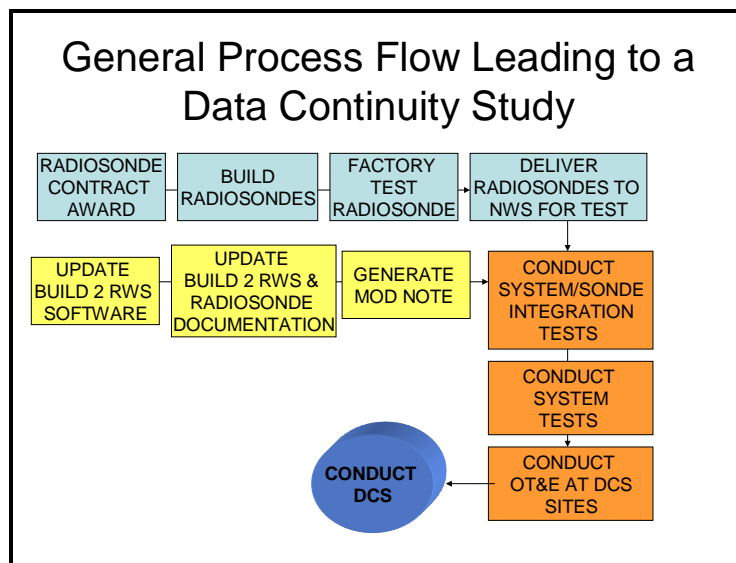 General Process Flow Leading to a
Data Continuity Study
RADIOSONDE
CONTRACT
AWARD
BUILD
RADIOSONDES
FACTORY
TEST
RADIOSONDE
DELIVER
RADIOSONDES TO
NWS FOR TEST
UPDATE
BUILD 2 RWS
SOFTWARE
UPDATE
BUILD 2 RWS &
RADIOSONDE
DOCUMENTATION
GENERATE
MOD NOTE
CONDUCT
SYSTEM/SONDE
INTEGRATION
TESTS
CONDUCT
SYSTEM
TESTS
CONDUCT
OT&E AT DCS
SITES
CONDUCT
DCS